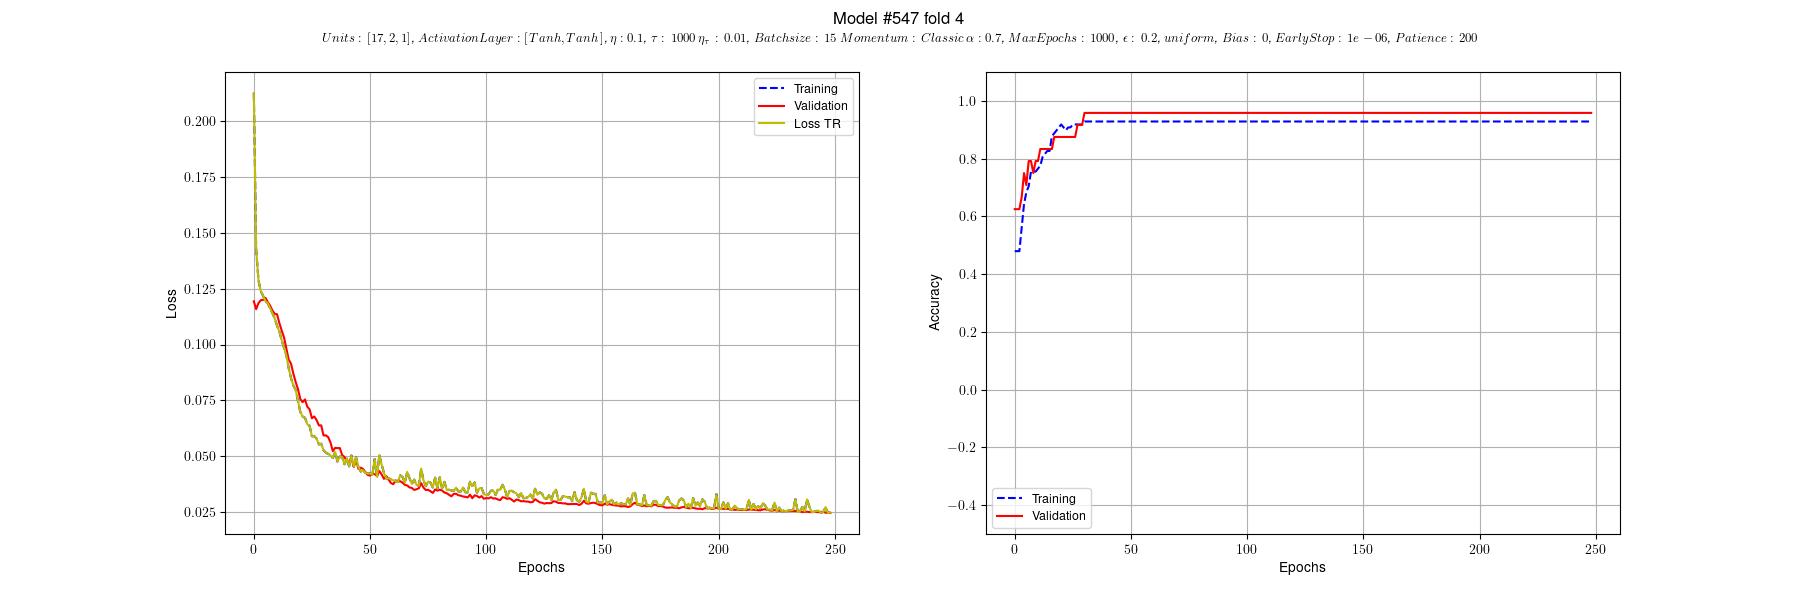 Model #547 fold 4
Units : [17, 2, 1], ActivationLayer : [Tanh, Tanh], η : 0.1, τ : 1000 ητ : 0.01, Batchsize : 15 Momentum : Classic α : 0.7, MaxEpochs : 1000, ϵ : 0.2, uniform, Bias : 0, EarlyStop : 1e − 06, Patience : 200
Training
Validation
Loss TR
0.200
0.175
0.150
0.125
0.100
0.075
0.050
0.025
Loss
0 50 100 150 200 250
Epochs
1.0
0.8
0.6
0.4
0.2
0.0
−0.2
−0.4
Accuracy
Training
Validation
0 50 100 150 200 250
Epochs